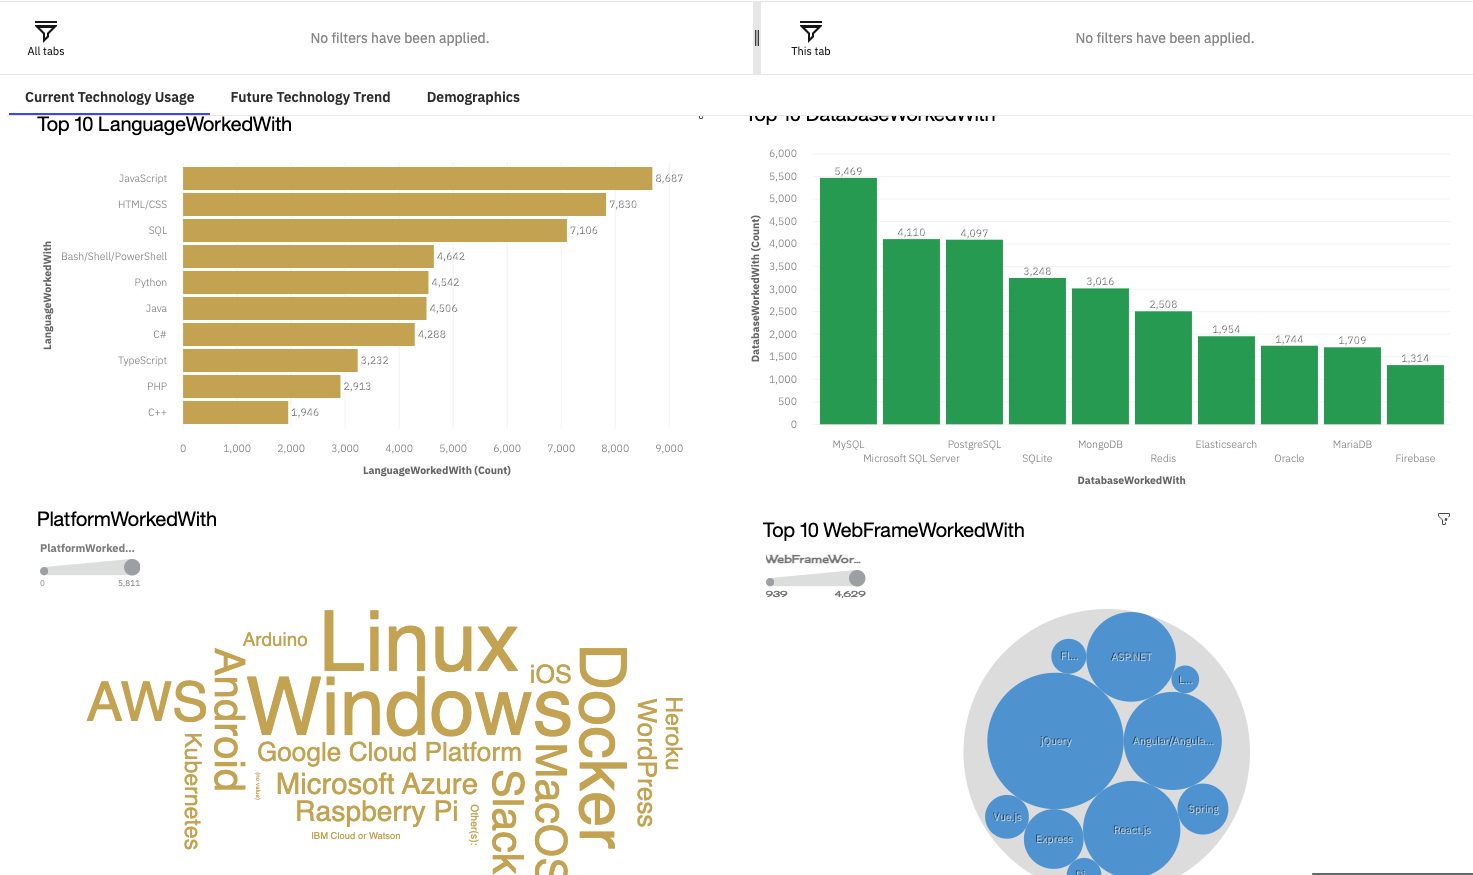 All tabs
No filters have been applied.
This tab
No filters have been applied.
Current Technology Usage
Future Technology Trend
Demographics
Top 10 LanguageWorkedWith
LanguageWorkedWith
JavaScript 8,687
HTML/CSS 7,830
SQL 7,106
Bash/Shell/PowerShell 4,642
Python 4,542
Java 4,506
C# 4,288
TypeScript 3,232
PHP 2,913
C++ 1,946
0 1,000 2,000 3,000 4,000 5,000 6,000 7,000 8,000 9,000
LanguageWorkedWith (Count)
Top 10 DatabaseWorkedWith
DatabaseWorkedWith (Count)
6,000
5,500
5,000
4,500
4,000
3,500
3,000
2,500
2,000
1,500
1,000
500
0
5,469
4,110
4,097
3,248
3,016
2,508
1,954
1,744
1,709
1,314
MySQL
Microsoft SQL Server
PostgreSQL
SQLite
MongoDB
Redis
Elasticsearch
Oracle
MariaDB
Firebase
DatabaseWorkedWith
PlatformWorkedWith
PlatformWorked...
0 5,811
Arduino
Linux
iOS
AWS
Android
Windows
Docker
Heroku
WordPress
Kubernetes
Google Cloud Platform
(no value)
Microsoft Azure
Raspberry Pi
IBM Cloud or Watson
Other(s):
Slack
MacOS
Top 10 WebFrameWorkedWith
WebFrameWor...
939 4,629
Fl...
ASP.NET
L...
jQuery
Angular/Angula...
Vue.js
Express
React.js
Spring